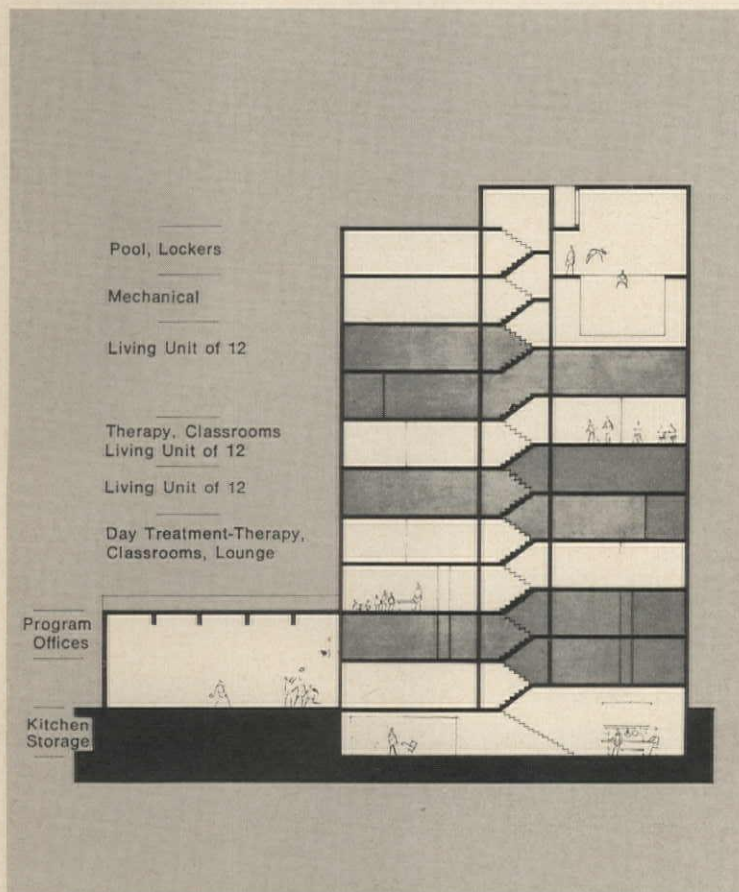 Pool, Lockers
Mechanical
Living Unit of 12
Therapy, Classrooms
Living Unit of 12
Living Unit of 12
Day Treatment-Therapy,
Classrooms, Lounge
Program
Offices
Kitchen
Storage